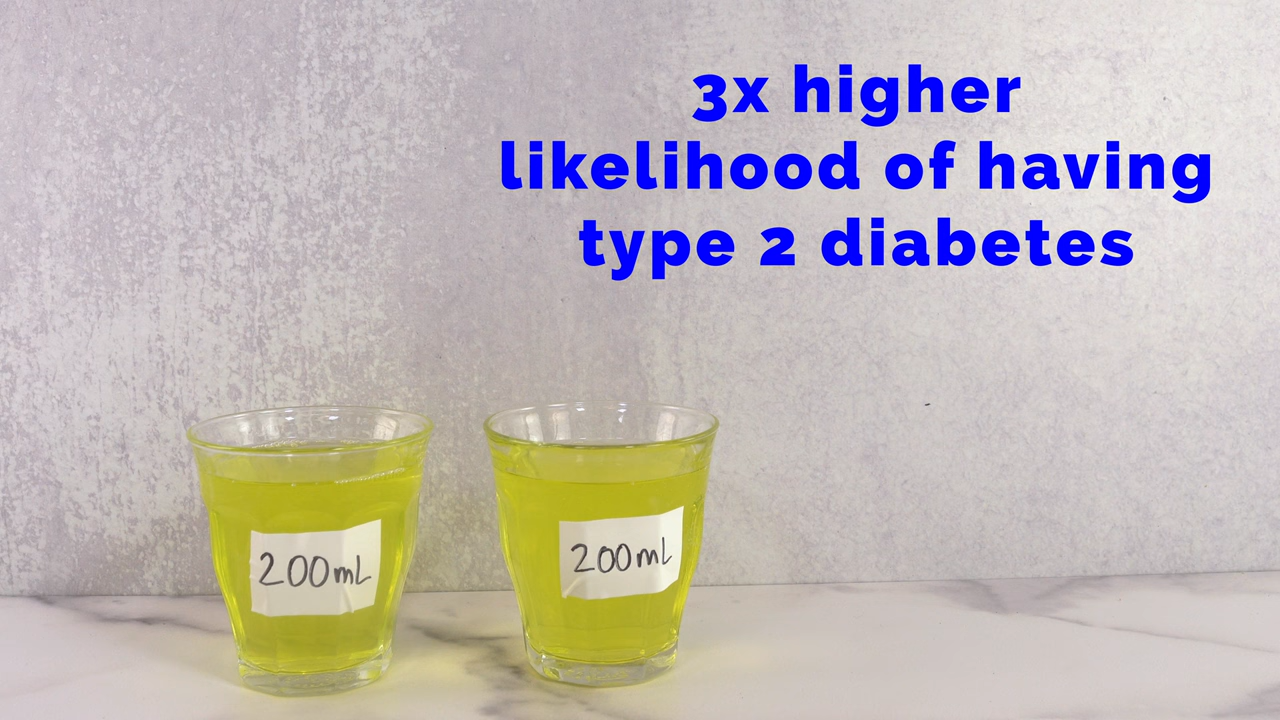 3x higher
likelihood of having
type 2 diabetes
200mL
200mL